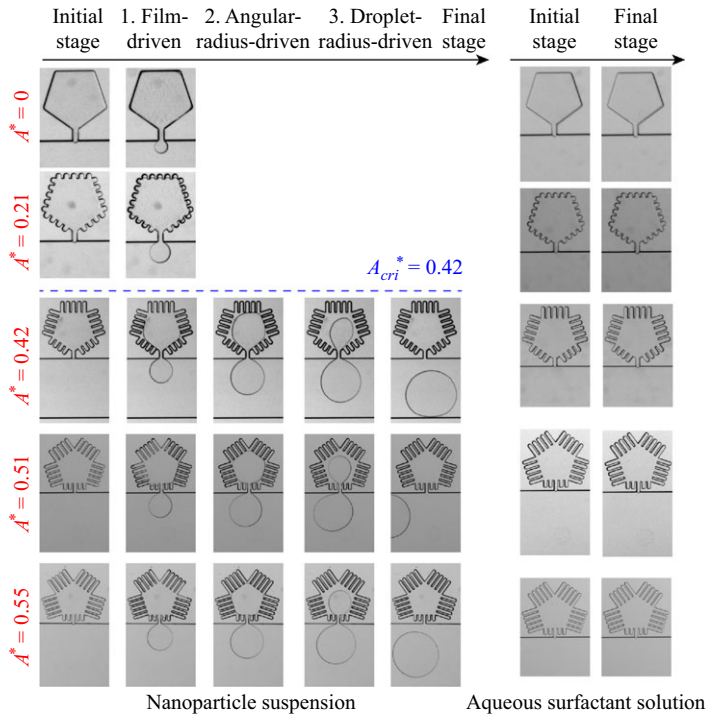 Initial stage
1. Film-driven
2. Angular-radius-driven
3. Droplet-radius-driven
Final stage
Initial stage
Final stage
A* = 0
A* = 0.21
A_cri* = 0.42
A* = 0.42
A* = 0.51
A* = 0.55
Nanoparticle suspension
Aqueous surfactant solution